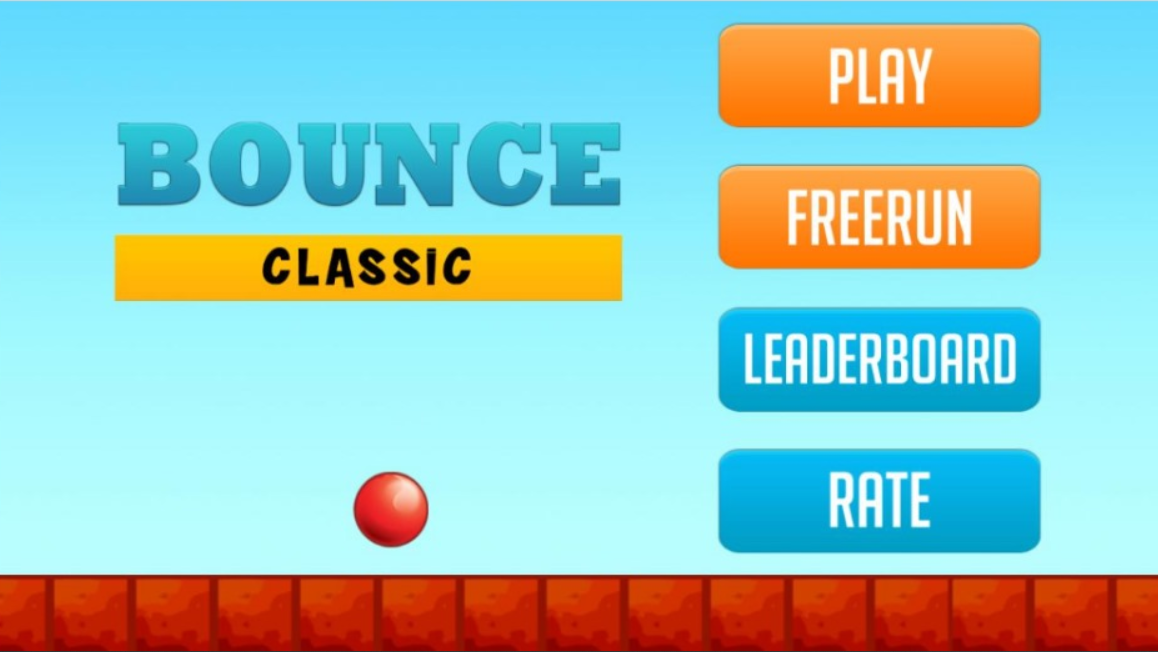 BOUNCE
CLASSIC
PLAY
FREERUN
LEADERBOARD
RATE